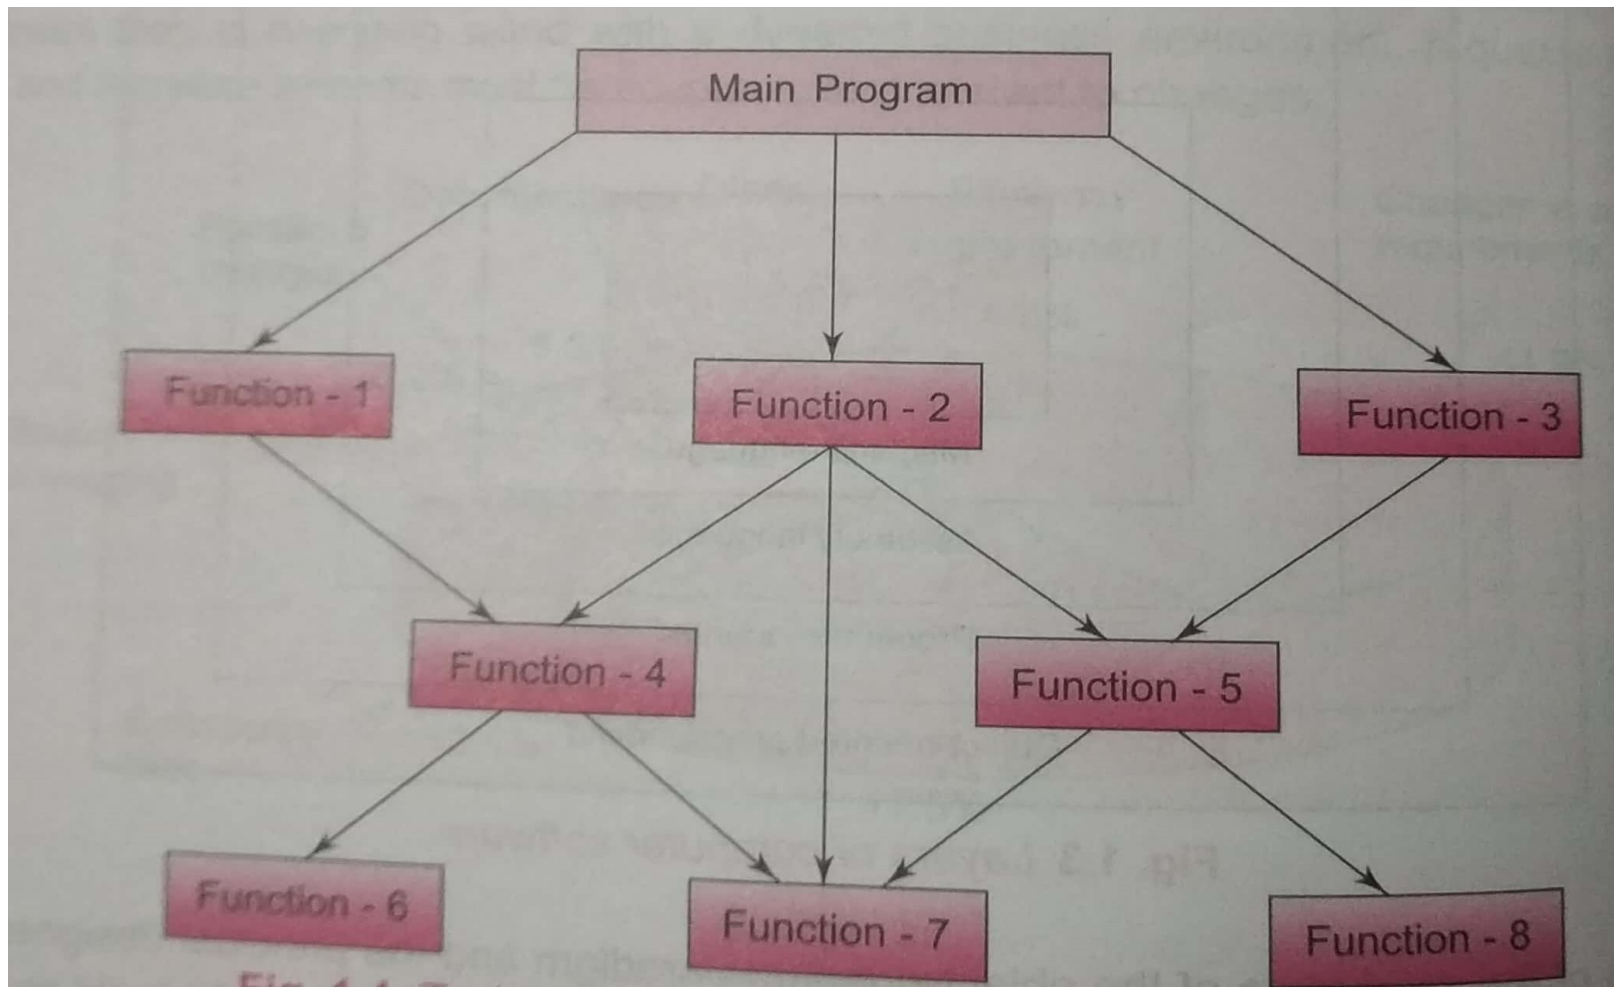 Main Program
Function - 1
Function - 2
Function - 3
Function - 4
Function - 5
Function - 6
Function - 7
Function - 8